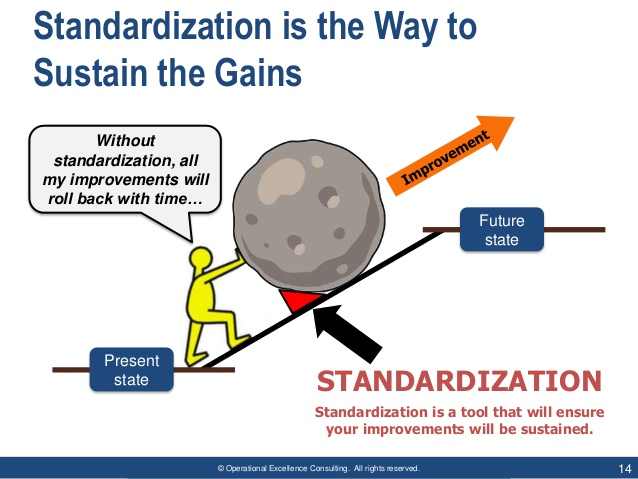 Standardization is the Way to
Sustain the Gains
Without
standardization, all
my improvements will
roll back with time…
Improvement
Future
state
Present
state
STANDARDIZATION
Standardization is a tool that will ensure
your improvements will be sustained.
© Operational Excellence Consulting. All rights reserved.
14